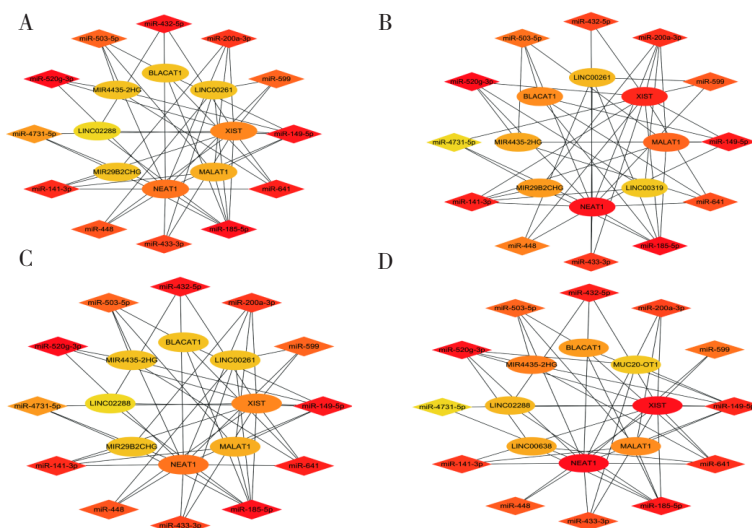 A
miR-432-5p
miR-503-5p
miR-200a-3p
BLACAT1
miR-520g-3p
MIR4435-2HG
LINC00261
miR-599
miR-4731-5p
LINC02288
XIST
miR-149-5p
MIR29B2CHG
MALAT1
miR-141-3p
NEAT1
miR-641
miR-448
miR-433-3p
miR-185-5p
B
miR-432-5p
miR-503-5p
miR-200a-3p
LINC00261
miR-520g-3p
BLACAT1
XIST
miR-599
miR-4731-5p
MIR4435-2HG
MALAT1
miR-149-5p
MIR29B2CHG
LINC00319
miR-141-3p
NEAT1
miR-641
miR-448
miR-433-3p
miR-185-5p
C
miR-432-5p
miR-503-5p
miR-200a-3p
BLACAT1
miR-520g-3p
MIR4435-2HG
LINC00261
miR-599
miR-4731-5p
LINC02288
XIST
miR-149-5p
MIR29B2CHG
MALAT1
miR-141-3p
NEAT1
miR-641
miR-448
miR-433-3p
miR-185-5p
D
miR-432-5p
miR-503-5p
miR-200a-3p
BLACAT1
miR-520g-3p
MIR4435-2HG
MUC20-OT1
miR-599
miR-4731-5p
LINC02288
XIST
miR-149-5p
LINC00638
MALAT1
miR-141-3p
NEAT1
miR-641
miR-448
miR-433-3p
miR-185-5p